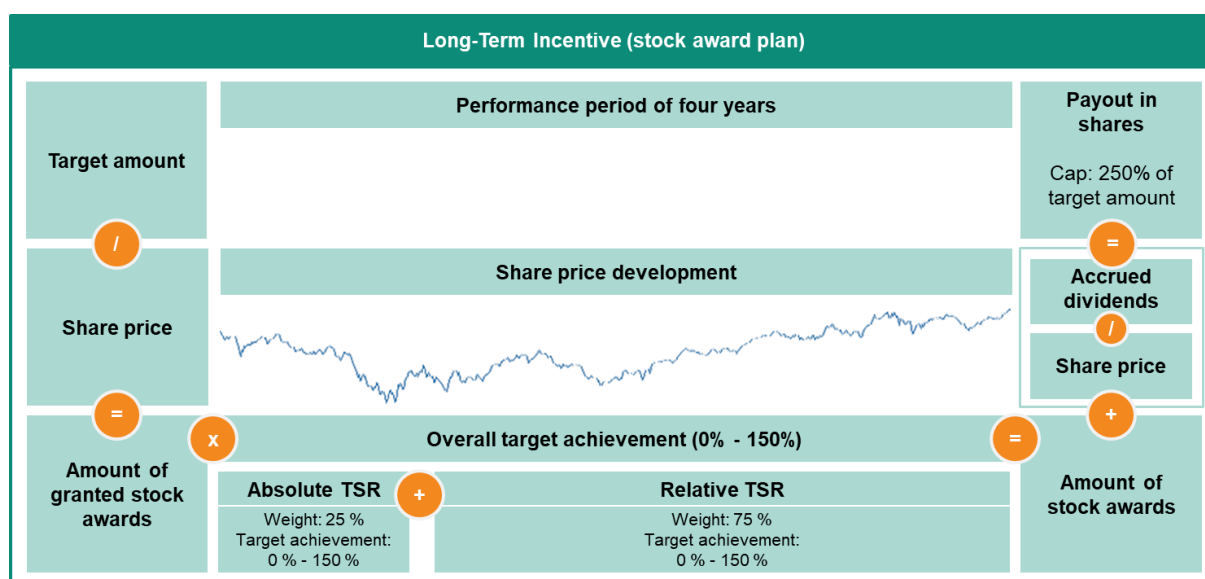 Long-Term Incentive (stock award plan)
Target amount
/
Share price
=
Amount of
granted stock
awards
x
Performance period of four years
Share price development
Overall target achievement (0% - 150%)
Absolute TSR
Weight: 25 %
Target achievement:
0 % - 150 %
+
Relative TSR
Weight: 75 %
Target achievement:
0 % - 150 %
=
Payout in
shares
Cap: 250% of
target amount
=
Accrued
dividends
/
Share price
+
Amount of
stock awards